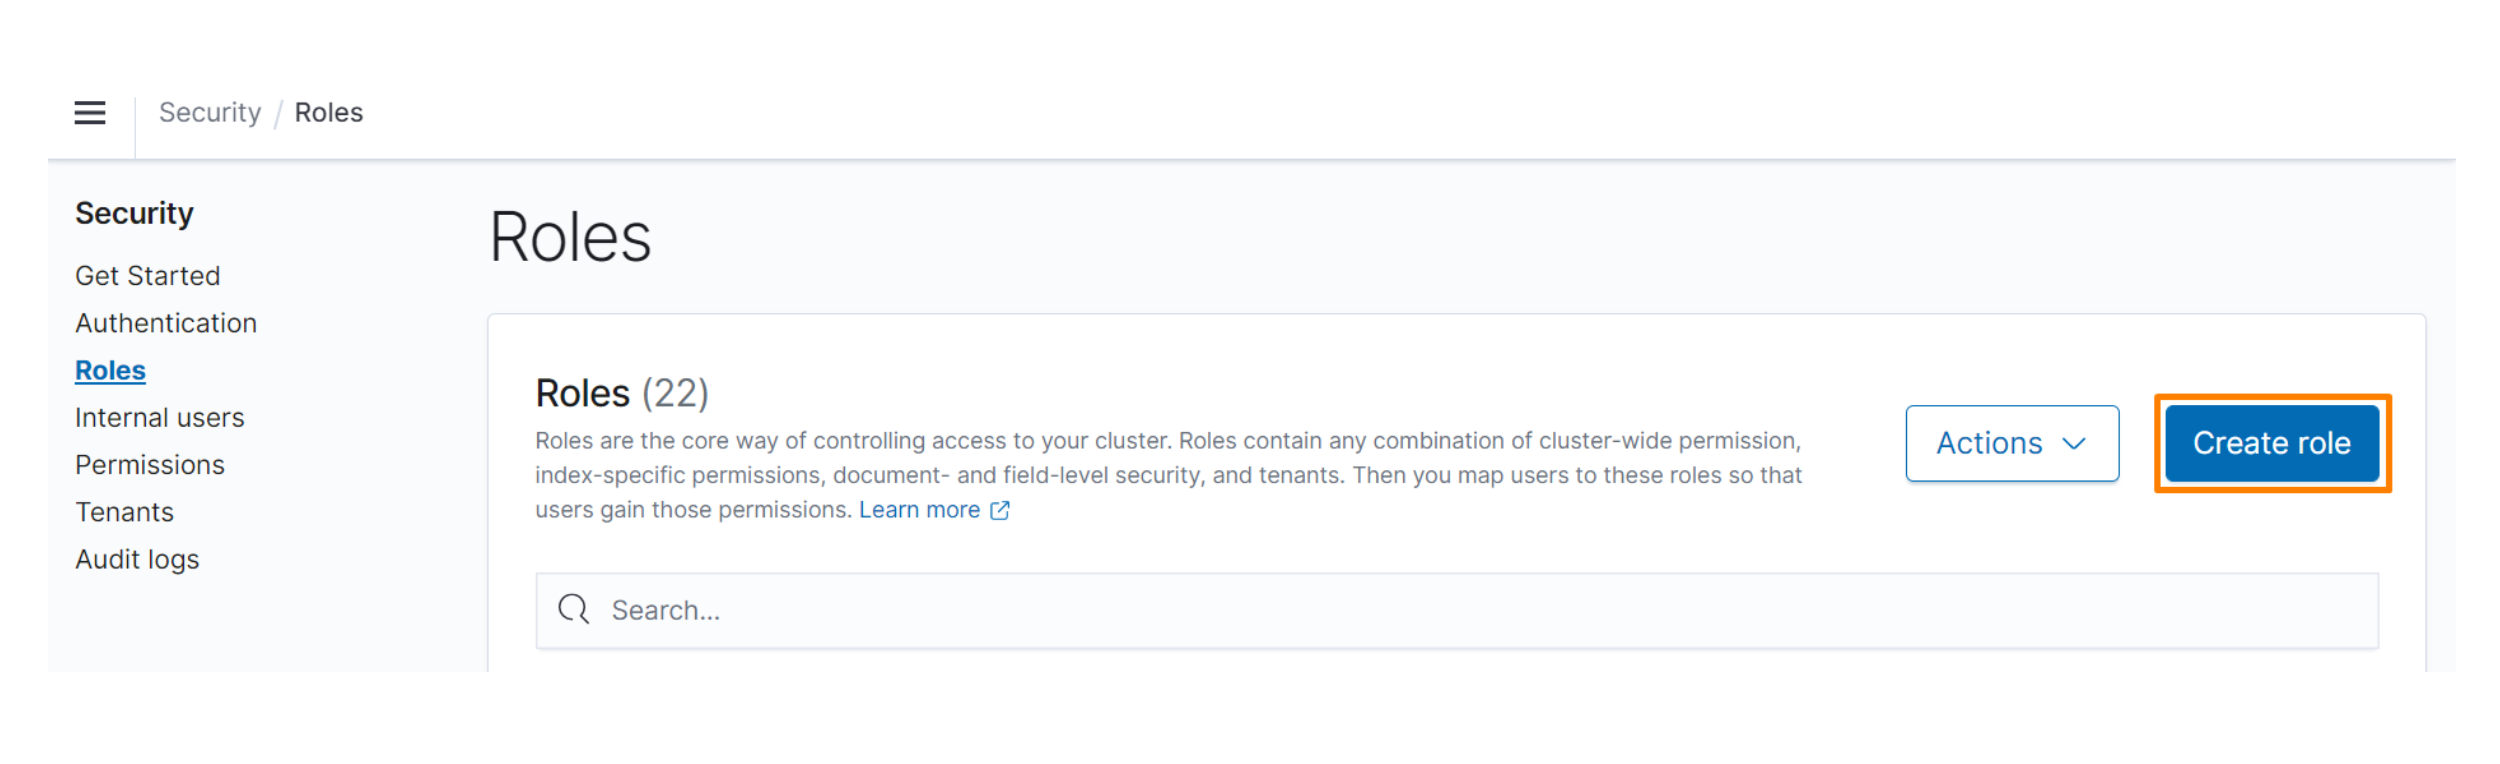 Security / Roles
Security
Get Started
Authentication
Roles
Internal users
Permissions
Tenants
Audit logs
Roles
Roles (22)
Roles are the core way of controlling access to your cluster. Roles contain any combination of cluster-wide permission,
index-specific permissions, document- and field-level security, and tenants. Then you map users to these roles so that
users gain those permissions. Learn more
Actions
Create role
Search...